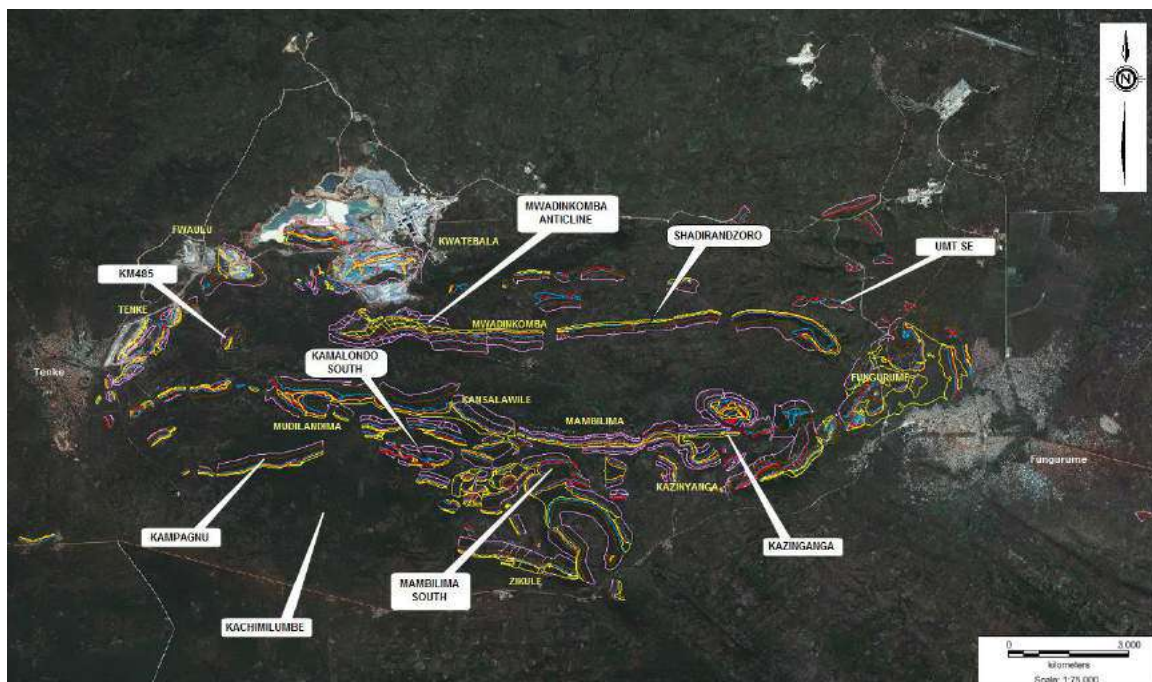 N
MWADINKOMBA
ANTICLINE
SHADIRANDZORO
UMT SE
FWAULU
KWATEBALA
KM485
TENKE
MWADINKOMBA
KAMALONDO
SOUTH
Tenke
FUNGURUME
KANSALAWILE
MUDILANDIMA
MAMBILIMA
Fungurume
KAZINYANGA
KAMPAGNU
KAZINGANGA
ZIKULE
MAMBILIMA
SOUTH
KACHIMILUMBE
0 3.000
kilometers
Scale: 1:75.000